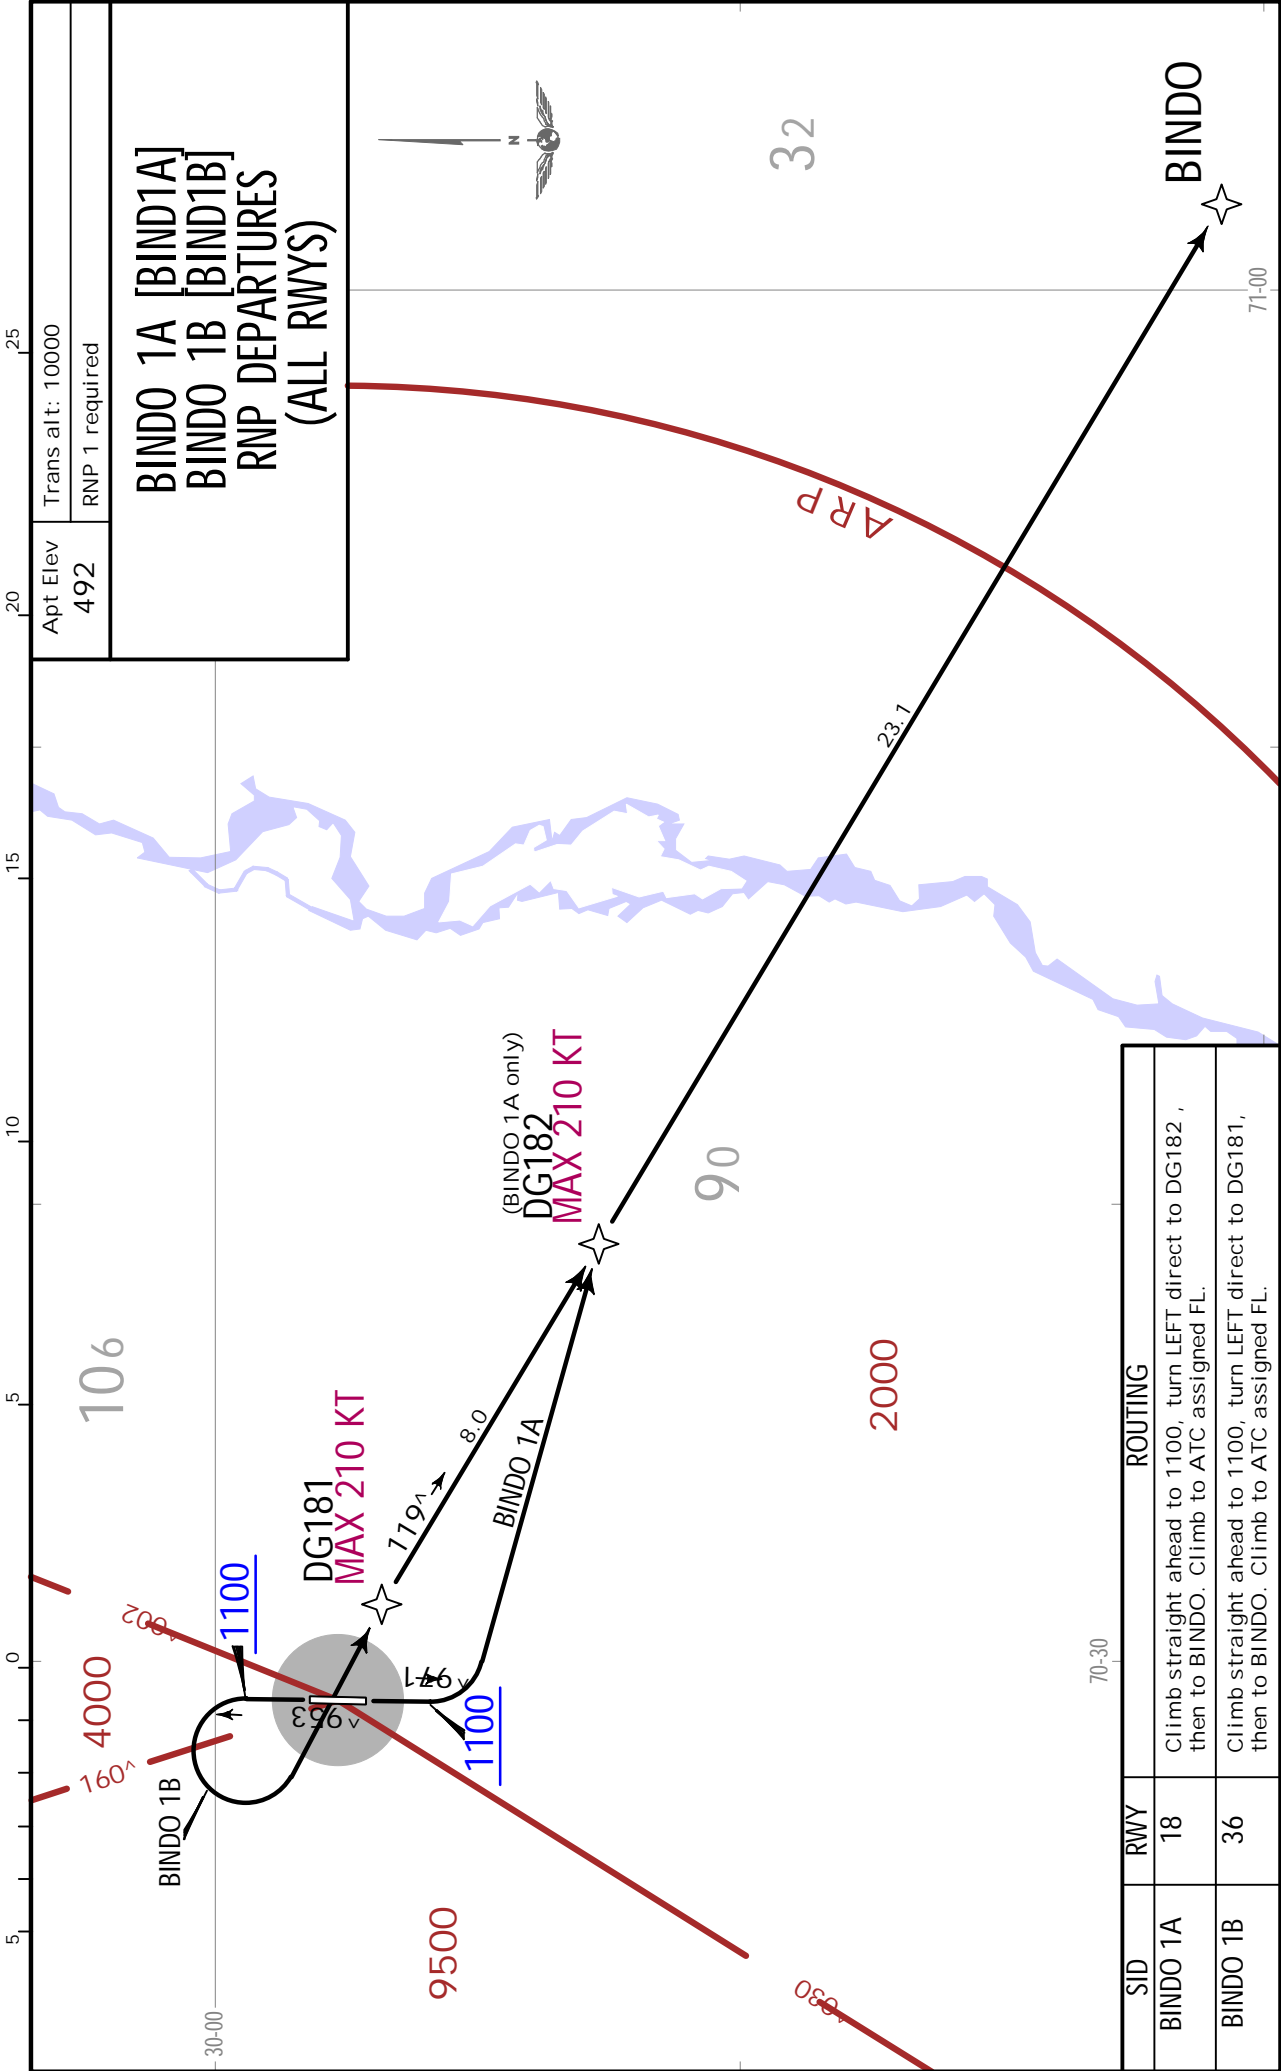 Apt Elev
492
Trans alt: 10000
RNP 1 required
BINDO 1A [BIND1A]
BINDO 1B [BIND1B]
RNP DEPARTURES
(ALL RWYS)
5
0
5
10
15
20
25
N
32
BINDO
71-00
ARP
23.1
(BINDO 1A only)
DG182
MAX 210 KT
90
106
DG181
MAX 210 KT
8.0
119^
BINDO 1A
2000
1100
002^
4000
160^
353^
171^
1100
BINDO 1B
70-30
30-00
9500
030^
SID RWY ROUTING
BINDO 1A 18 Climb straight ahead to 1100, turn LEFT direct to DG182 ,
then to BINDO. Climb to ATC assigned FL.
BINDO 1B 36 Climb straight ahead to 1100, turn LEFT direct to DG181,
then to BINDO. Climb to ATC assigned FL.